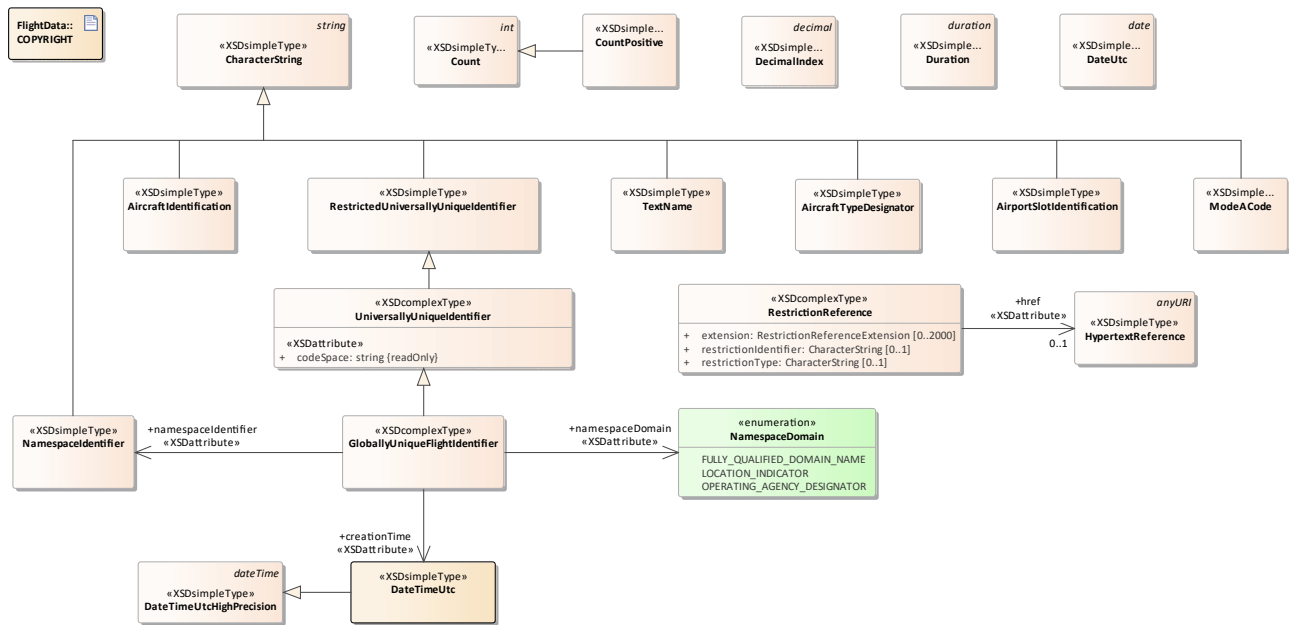 FlightData::
COPYRIGHT
string
«XSDsimpleType»
CharacterString
int
«XSDsimpleTy...
Count
«XSDsimple...
CountPositive
decimal
«XSDsimple...
DecimalIndex
duration
«XSDsimple...
Duration
date
«XSDsimple...
DateUtc
«XSDsimpleType»
AircraftIdentification
«XSDsimpleType»
RestrictedUniversallyUniqueIdentifier
«XSDsimpleType»
TextName
«XSDsimpleType»
AircraftTypeDesignator
«XSDsimpleType»
AirportSlotIdentification
«XSDsimple...
ModeACode
«XSDcomplexType»
UniversallyUniqueIdentifier
«XSDattribute»
+ codeSpace: string {readOnly}
«XSDcomplexType»
RestrictionReference
+ extension: RestrictionReferenceExtension [0..2000]
+ restrictionIdentifier: CharacterString [0..1]
+ restrictionType: CharacterString [0..1]
+href
«XSDattribute»
0..1
anyURI
«XSDsimpleType»
HypertextReference
«XSDsimpleType»
NamespaceIdentifier
+namespaceIdentifier
«XSDattribute»
«XSDcomplexType»
GloballyUniqueFlightIdentifier
+namespaceDomain
«XSDattribute»
«enumeration»
NamespaceDomain
FULLY_QUALIFIED_DOMAIN_NAME
LOCATION_INDICATOR
OPERATING_AGENCY_DESIGNATOR
+creationTime
«XSDattribute»
dateTime
«XSDsimpleType»
DateTimeUtcHighPrecision
«XSDsimpleType»
DateTimeUtc